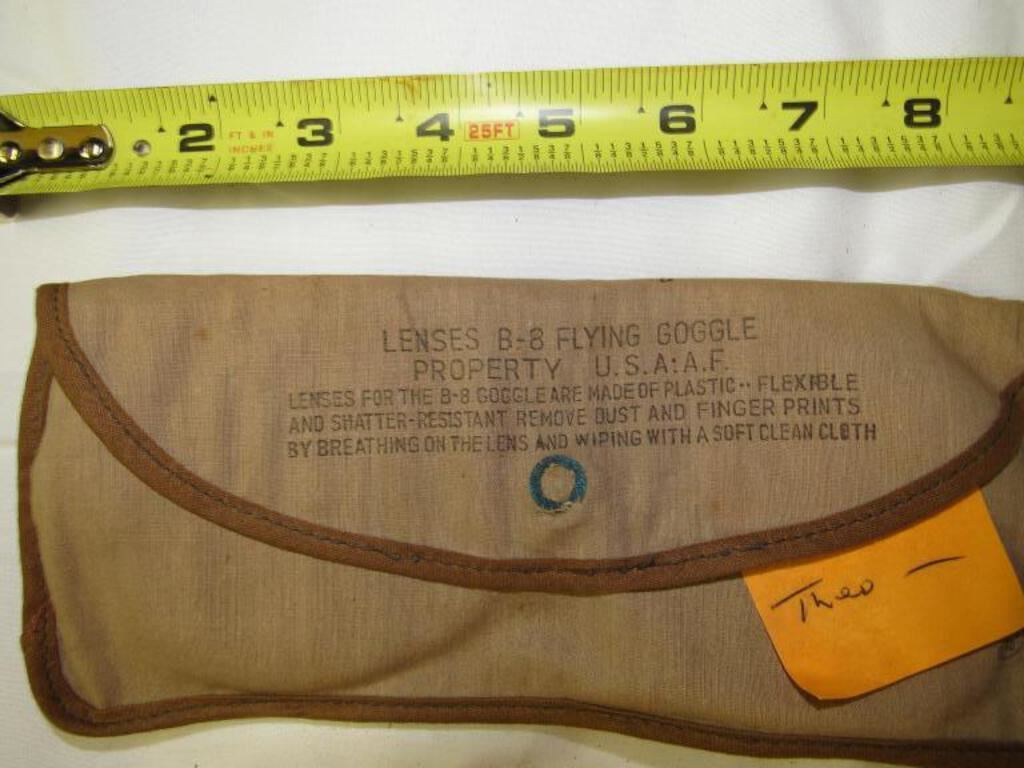 2 FT & IN 3 4 25FT 5 6 7 8
INCHES
LENSES B-8 FLYING GOGGLE
PROPERTY U.S.A.A.F.
LENSES FOR THE B-8 GOGGLE ARE MADE OF PLASTIC·· FLEXIBLE
AND SHATTER-RESISTANT REMOVE DUST AND FINGER PRINTS
BY BREATHING ON THE LENS AND WIPING WITH A SOFT CLEAN CLOTH
Theo —